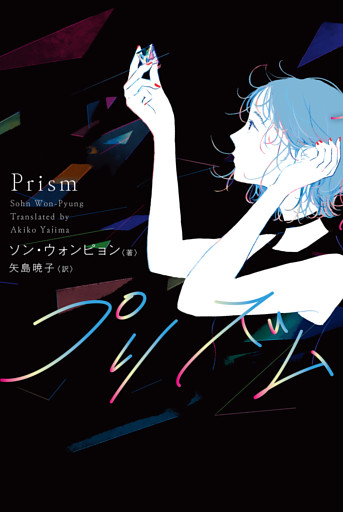 Prism
Sohn Won-Pyung
Translated by
Akiko Yajima
ソン・ウォンピョン〈著〉
矢島暁子〈訳〉
プリズム